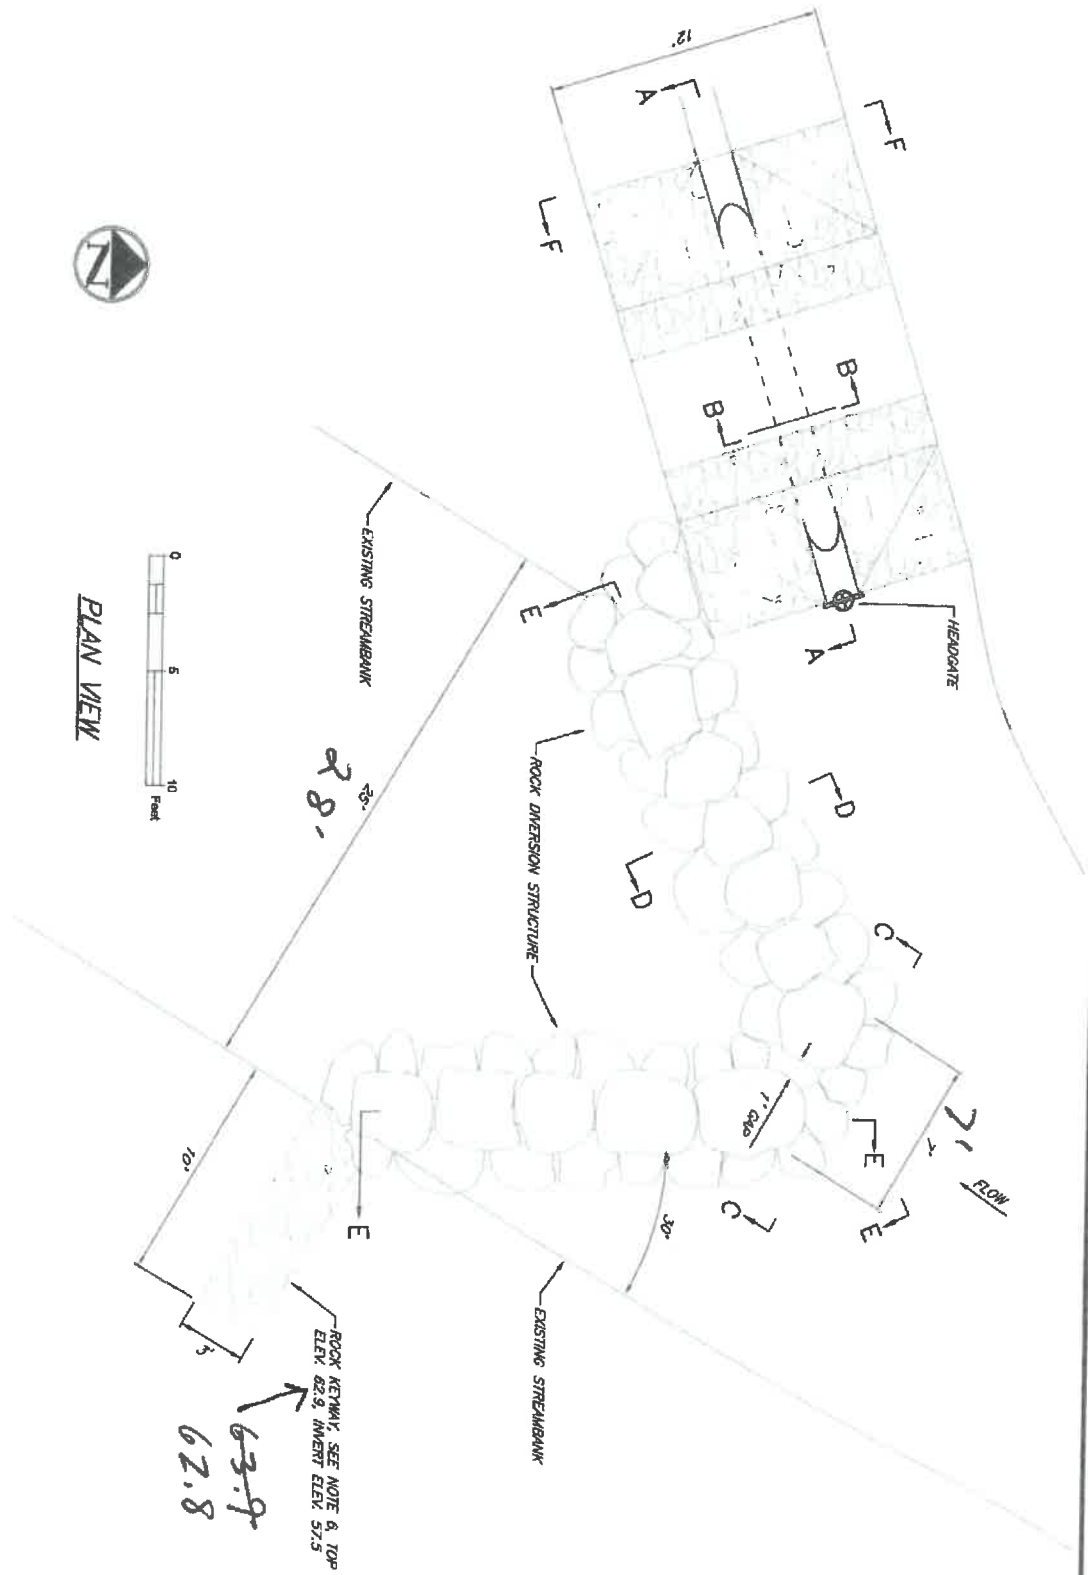 12'
A
F
F
B
B
HEADGATE
A
E
EXISTING STREAMBANK
N
0
5
10
Feet
PLAN VIEW
25'
28'
ROCK DIVERSION STRUCTURE
D
D
C
1' GAP
7'
7'
FLOW
E
E
C
30°
E
10'
3'
EXISTING STREAMBANK
ROCK KEYWAY, SEE NOTE 6, TOP
ELEV. 62.9, INVERT ELEV. 57.5
63.9
62.8